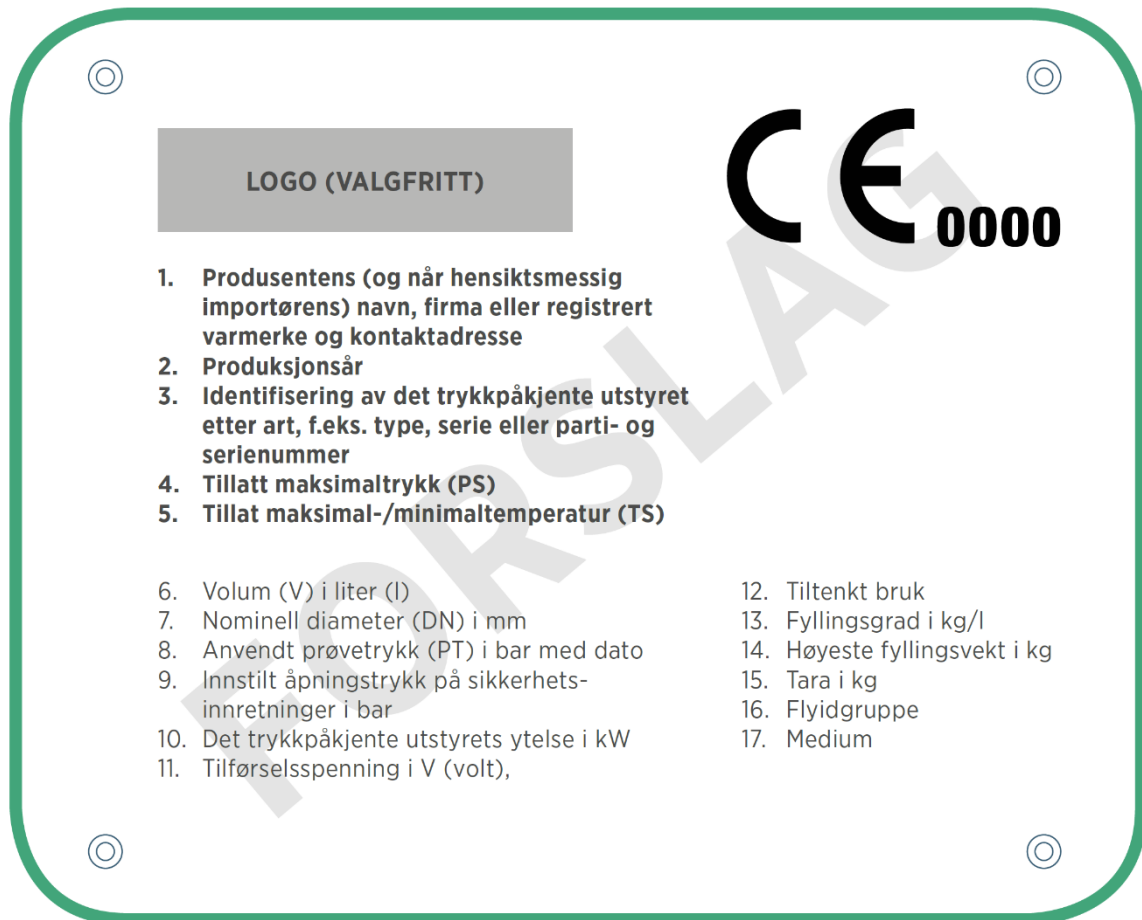 LOGO (VALGFRITT)
CE 0000
1. Produsentens (og når hensiktsmessig
importørens) navn, firma eller registrert
varmerke og kontaktadresse
2. Produksjonsår
3. Identifisering av det trykkpåkjente utstyret
etter art, f.eks. type, serie eller parti- og
serienummer
4. Tillatt maksimaltrykk (PS)
5. Tillat maksimal-/minimaltemperatur (TS)
6. Volum (V) i liter (l)
7. Nominell diameter (DN) i mm
8. Anvendt prøvetrykk (PT) i bar med dato
9. Innstilt åpningstrykk på sikkerhets-
innretninger i bar
10. Det trykkpåkjente utstyrets ytelse i kW
11. Tilførselsspenning i V (volt),
12. Tiltenkt bruk
13. Fyllingsgrad i kg/l
14. Høyeste fyllingsvekt i kg
15. Tara i kg
16. Flyidgruppe
17. Medium
FORSLAG